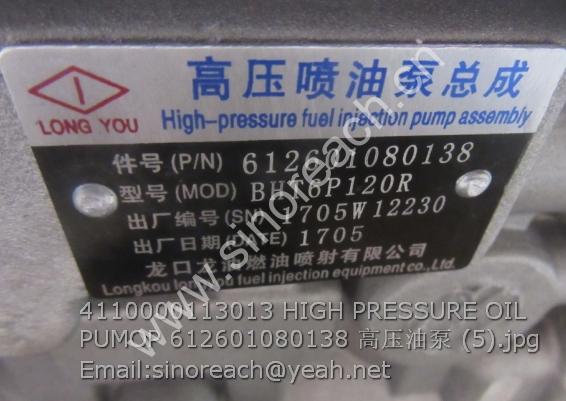 LONG YOU
高压喷油泵总成
High-pressure fuel injection pump assembly
件号 (P/N) 612601080138
型号 (MOD) BHT6P120R
出厂编号 (SN) 1705W12230
出厂日期 (DATE) 1705
龙口龙油燃油喷射有限公司
Longkou long you fuel injection equipment co.,Ltd.
www.sinoreach.cn
4110000113013 HIGH PRESSURE OIL
PUMOP 612601080138 高压油泵 (5).jpg
Email:sinoreach@yeah.net